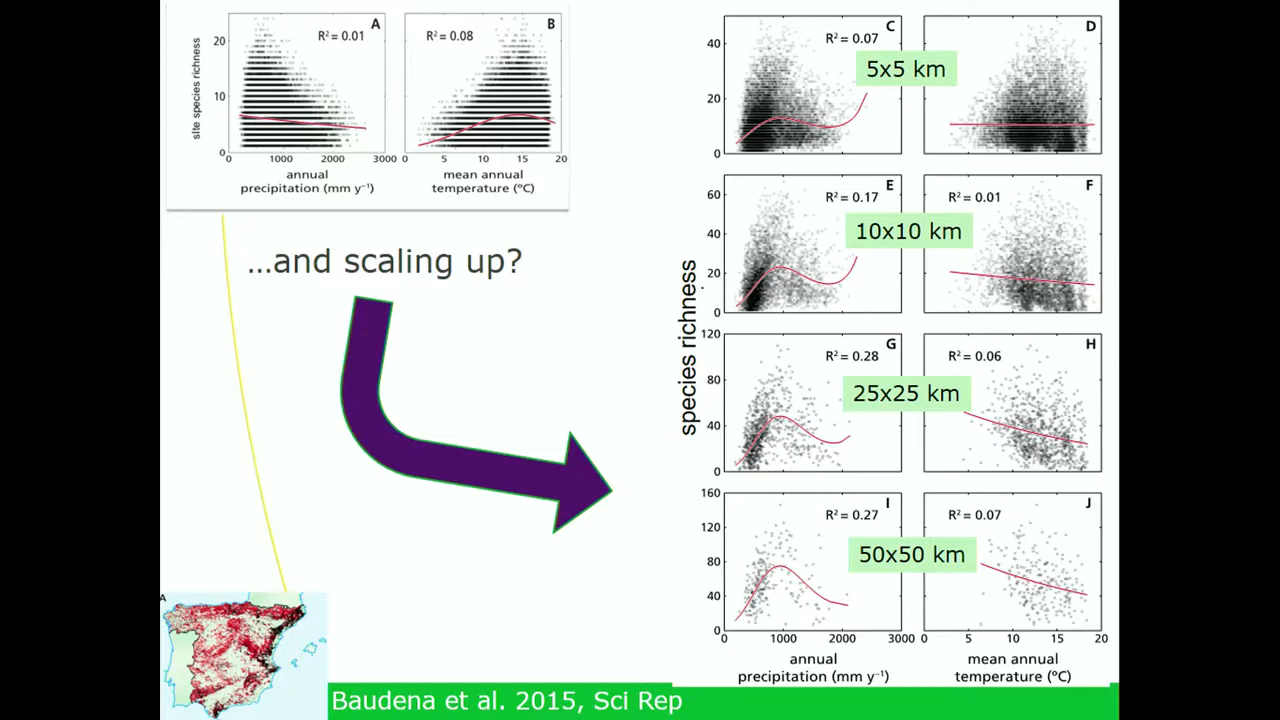 A
R² = 0.01
B
R² = 0.08
site species richness
20
10
0
0 1000 2000 3000
0 5 10 15 20
annual
precipitation (mm y⁻¹)
mean annual
temperature (ºC)
...and scaling up?
species richness
C
R² = 0.07
D
5x5 km
40
20
0
E
R² = 0.17
F
R² = 0.01
10x10 km
60
40
20
0
G
R² = 0.28
H
R² = 0.06
25x25 km
120
80
40
0
I
R² = 0.27
J
R² = 0.07
50x50 km
160
120
80
40
0
0 1000 2000 3000
0 5 10 15 20
annual
precipitation (mm y⁻¹)
mean annual
temperature (ºC)
A
Baudena et al. 2015, Sci Rep